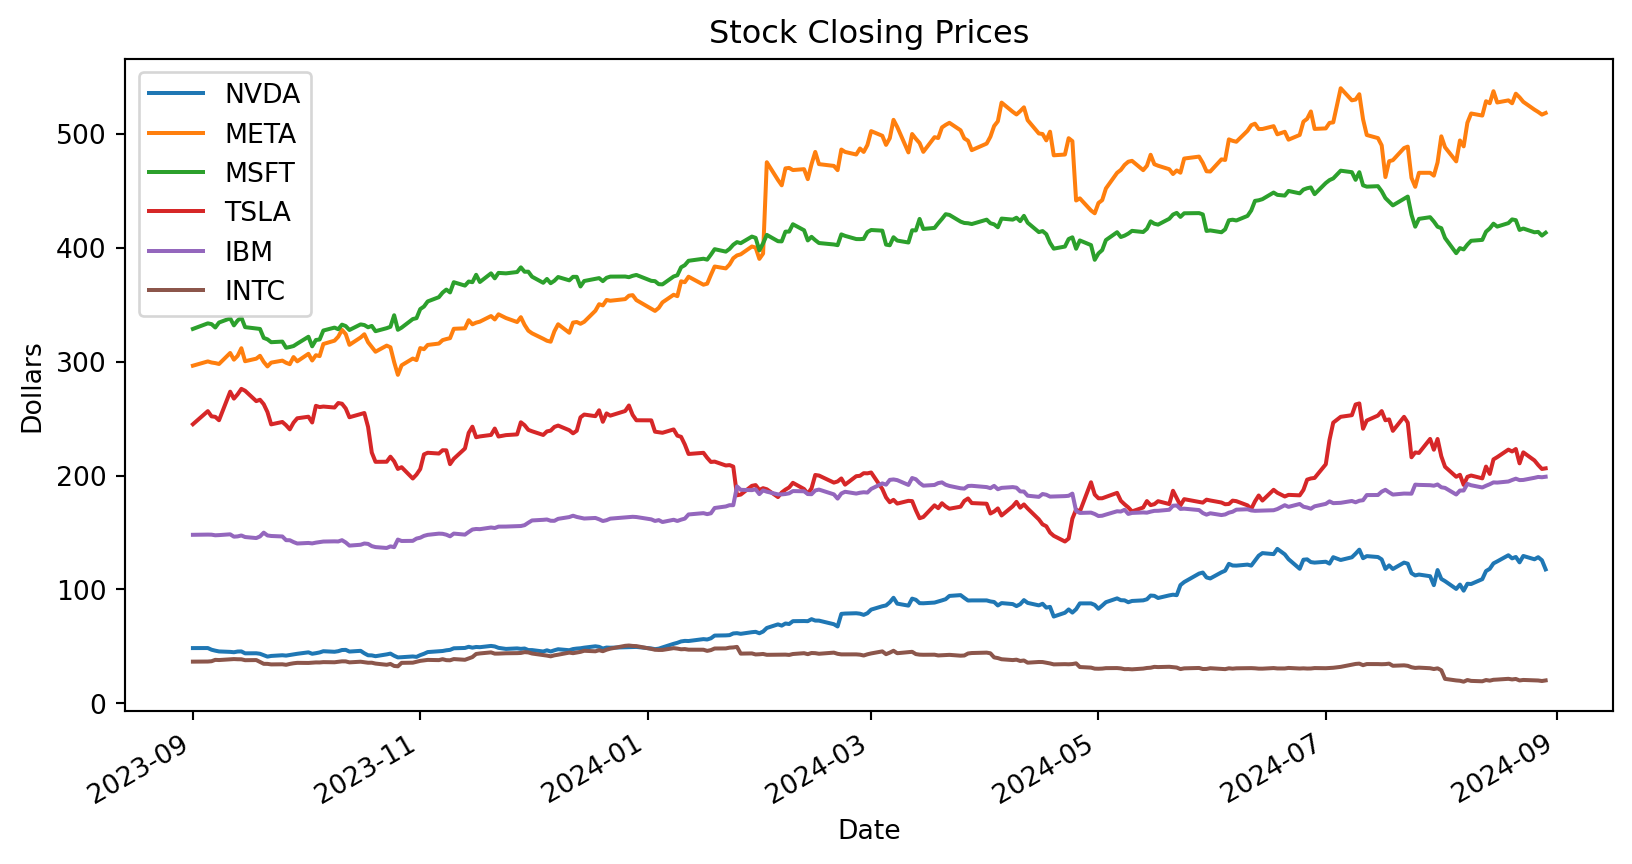 Stock Closing Prices
NVDA
META
MSFT
TSLA
IBM
INTC
500
400
300
200
100
0
Dollars
2023-09
2023-11
2024-01
2024-03
2024-05
2024-07
2024-09
Date